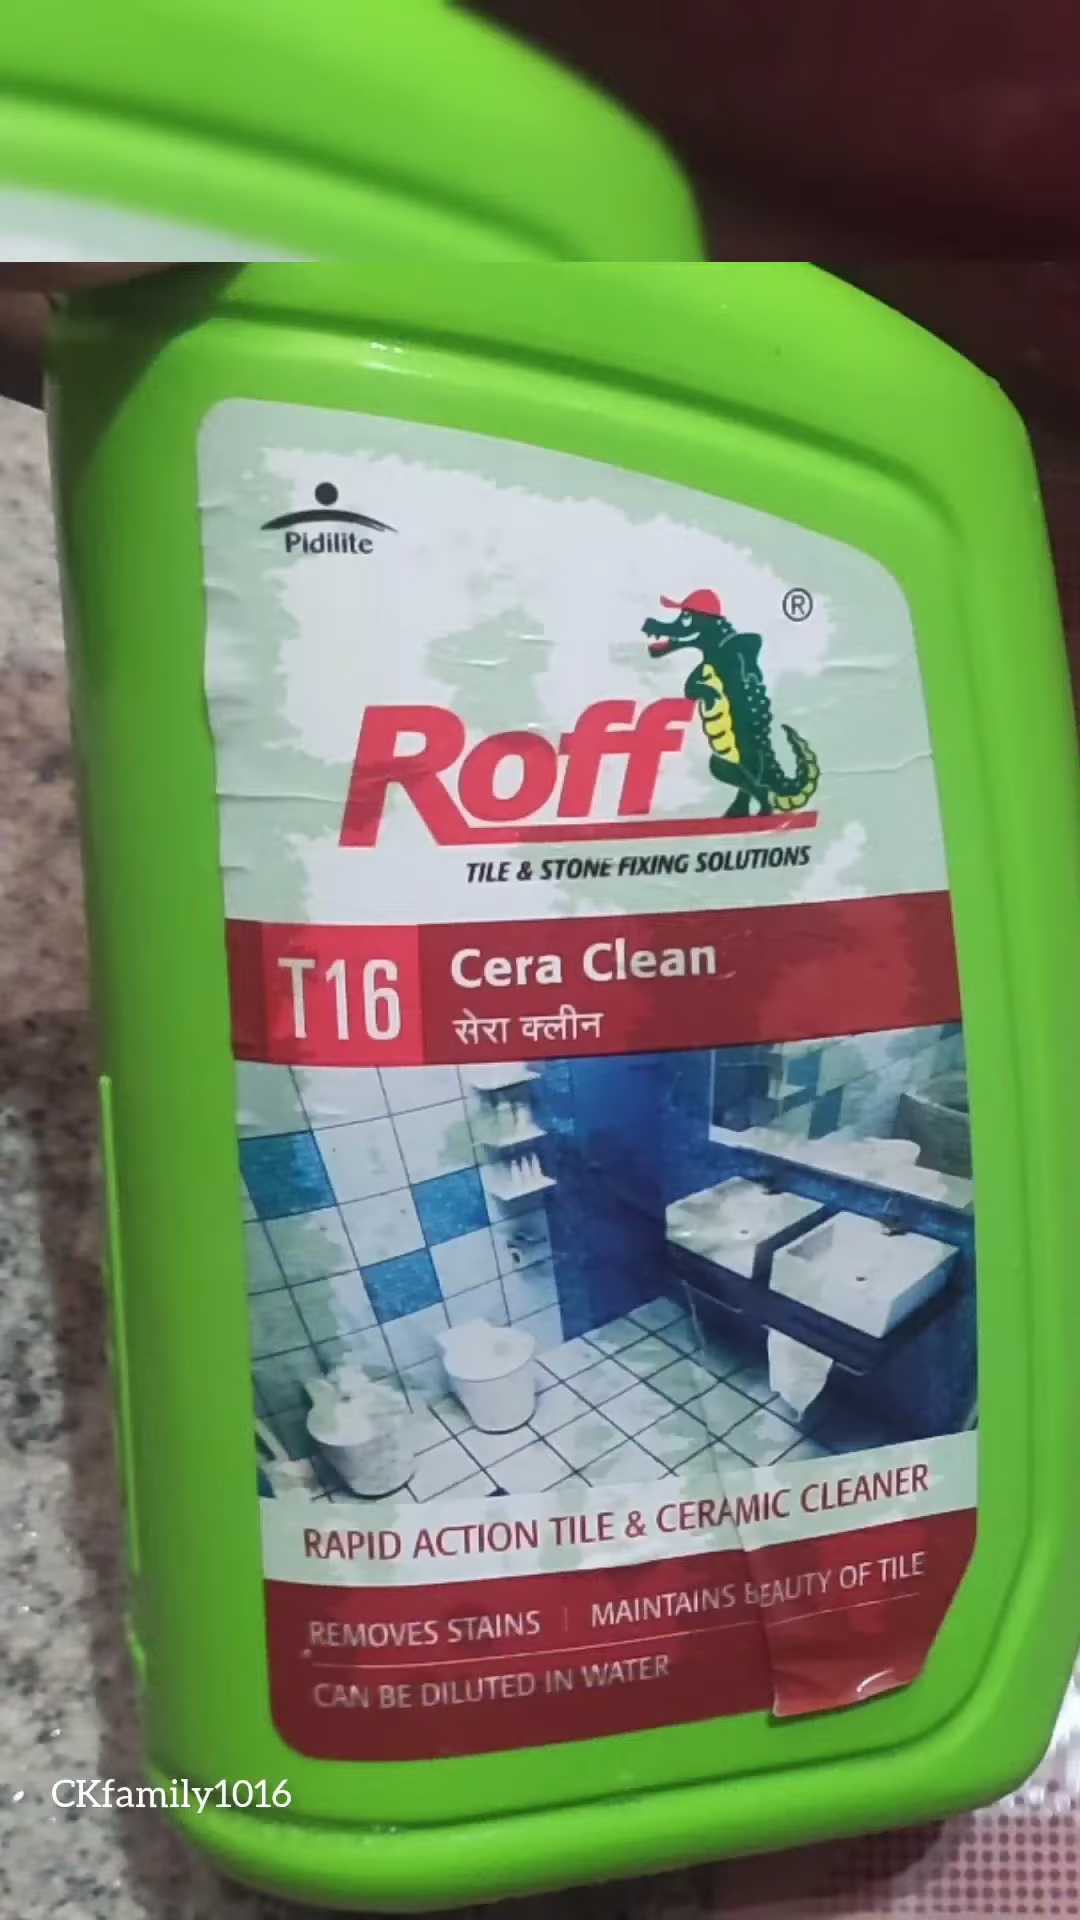 Pidilite
®
Roff
TILE & STONE FIXING SOLUTIONS
T16
Cera Clean
सेरा क्लीन
RAPID ACTION TILE & CERAMIC CLEANER
REMOVES STAINS | MAINTAINS BEAUTY OF TILE
CAN BE DILUTED IN WATER
CKfamily1016